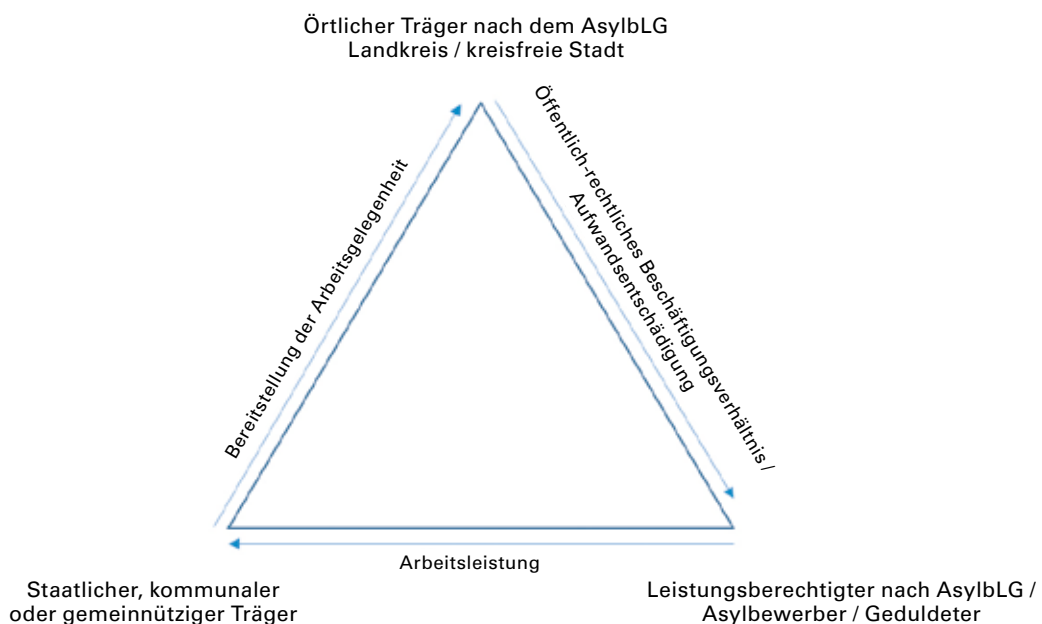 Örtlicher Träger nach dem AsylbLG
Landkreis / kreisfreie Stadt
Bereitstellung der Arbeitsgelegenheit
Öffentlich-rechtliches Beschäftigungsverhältnis /
Aufwandsentschädigung
Arbeitsleistung
Staatlicher, kommunaler
oder gemeinnütziger Träger
Leistungsberechtigter nach AsylbLG /
Asylbewerber / Geduldeter